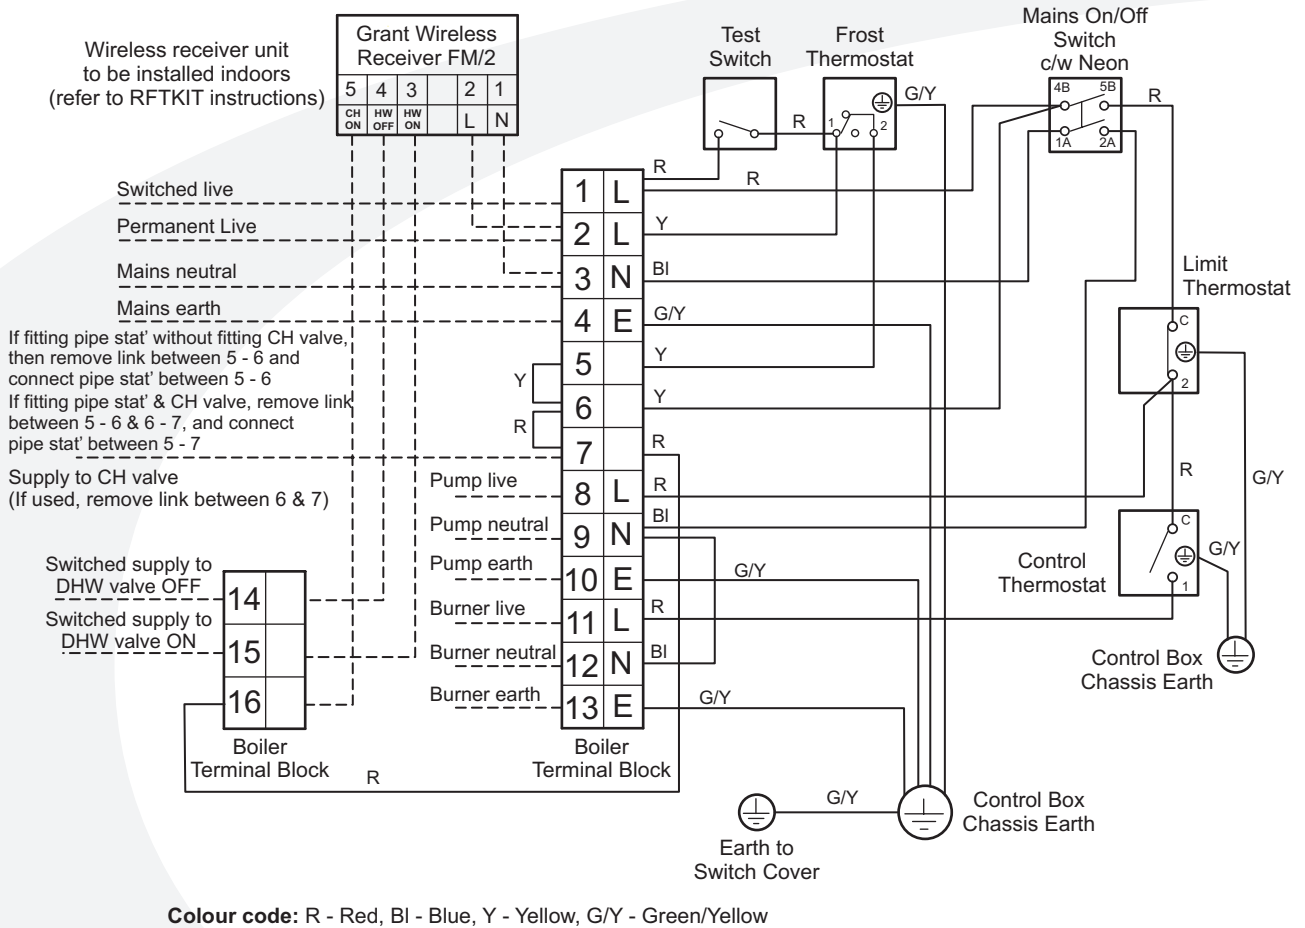 Wireless receiver unit
to be installed indoors
(refer to RFTKIT instructions)
Grant Wireless
Receiver FM/2
5 4 3 2 1
CH
ON
HW
OFF
HW
ON
L N
Test
Switch
Frost
Thermostat
Mains On/Off
Switch
c/w Neon
4B 5B
1A 2A
R
G/Y
R
1 2
Switched live
Permanent Live
Mains neutral
Mains earth
If fitting pipe stat' without fitting CH valve,
then remove link between 5 - 6 and
connect pipe stat' between 5 - 6
If fitting pipe stat' & CH valve, remove link
between 5 - 6 & 6 - 7, and connect
pipe stat' between 5 - 7
Supply to CH valve
(If used, remove link between 6 & 7)
Y
R
Pump live
Pump neutral
Pump earth
Burner live
Burner neutral
Burner earth
1 L
2 L
3 N
4 E
5
6
7
8 L
9 N
10 E
11 L
12 N
13 E
R
R
Y
Bl
G/Y
Y
Y
R
R
Bl
G/Y
R
Bl
G/Y
Boiler
Terminal Block
Switched supply to
DHW valve OFF
Switched supply to
DHW valve ON
14
15
16
Boiler
Terminal Block
R
Limit
Thermostat
C
2
R
G/Y
Control
Thermostat
C
1
G/Y
Control Box
Chassis Earth
G/Y
Earth to
Switch Cover
Control Box
Chassis Earth
Colour code: R - Red, Bl - Blue, Y - Yellow, G/Y - Green/Yellow